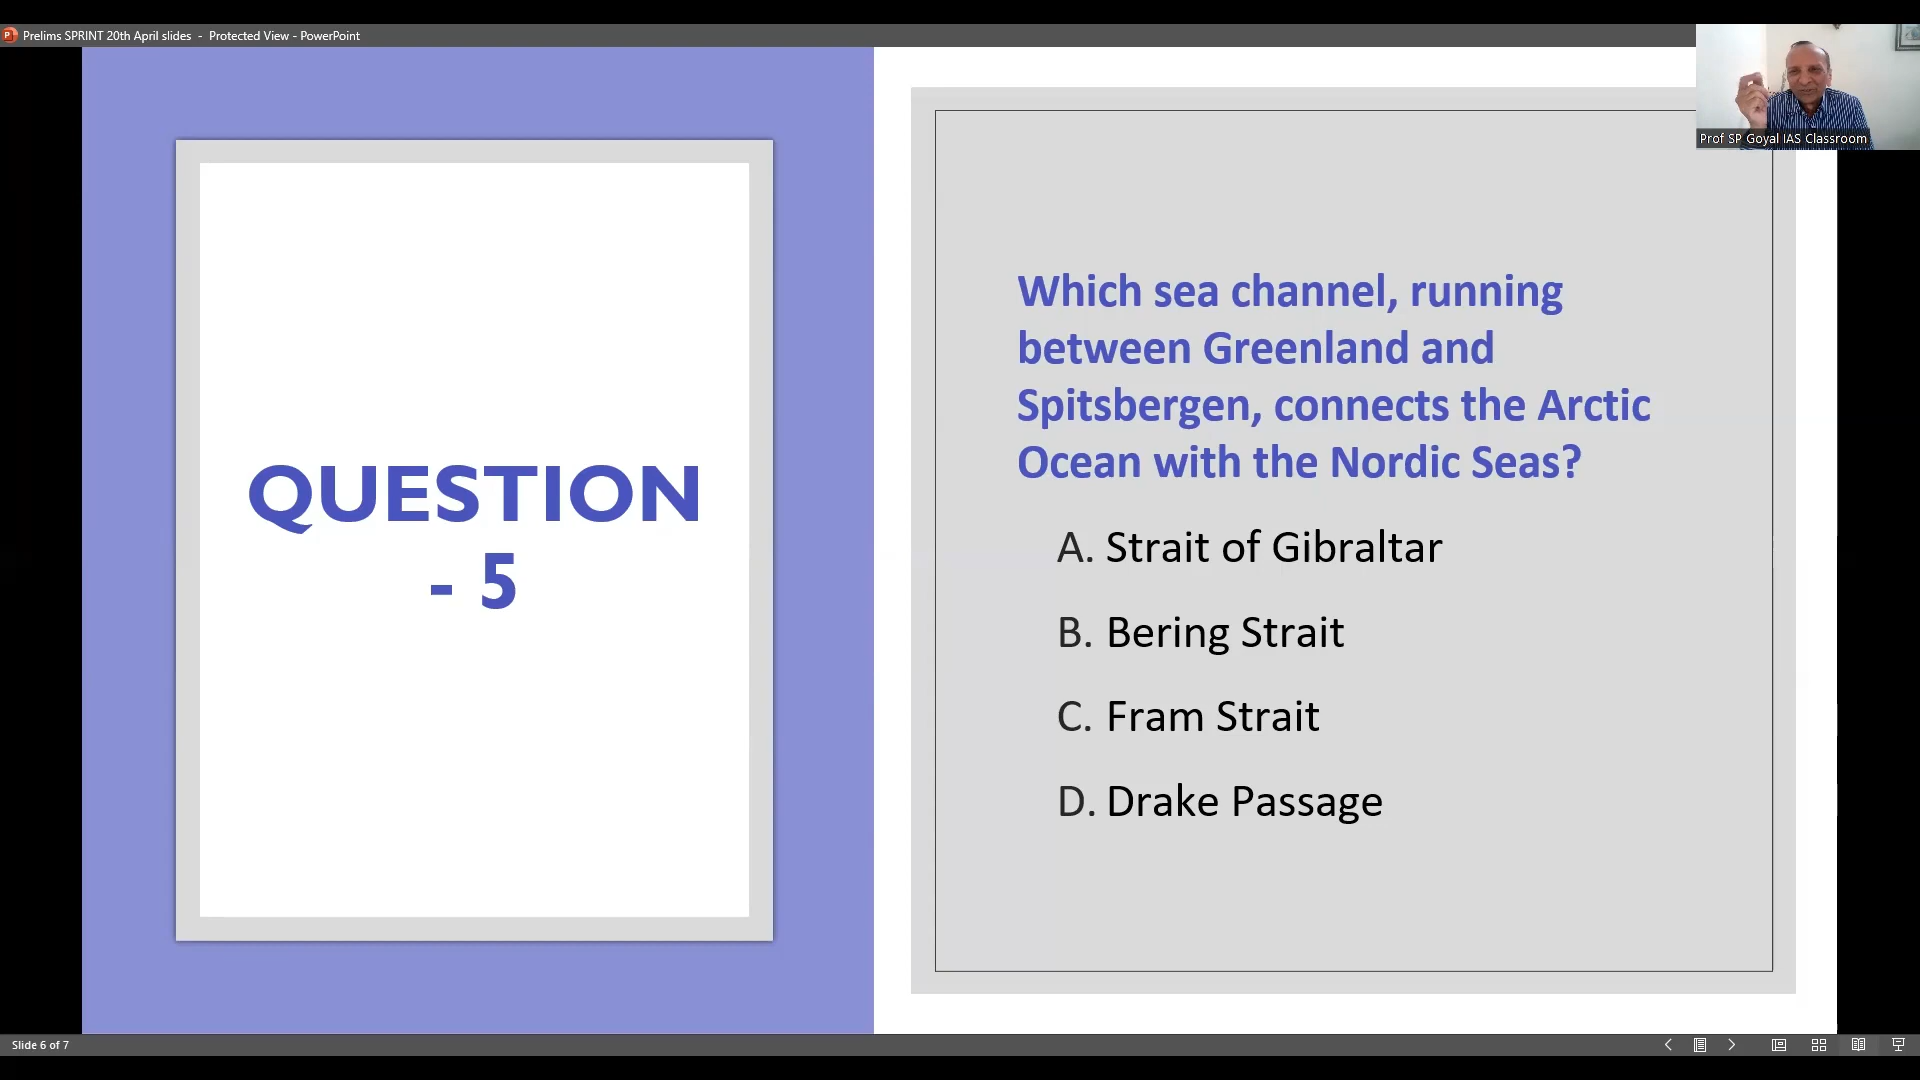 Prelims SPRINT 20th April slides - Protected View - PowerPoint
Prof SP Goyal IAS Classroom
QUESTION
- 5
Which sea channel, running
between Greenland and
Spitsbergen, connects the Arctic
Ocean with the Nordic Seas?
A. Strait of Gibraltar
B. Bering Strait
C. Fram Strait
D. Drake Passage
Slide 6 of 7